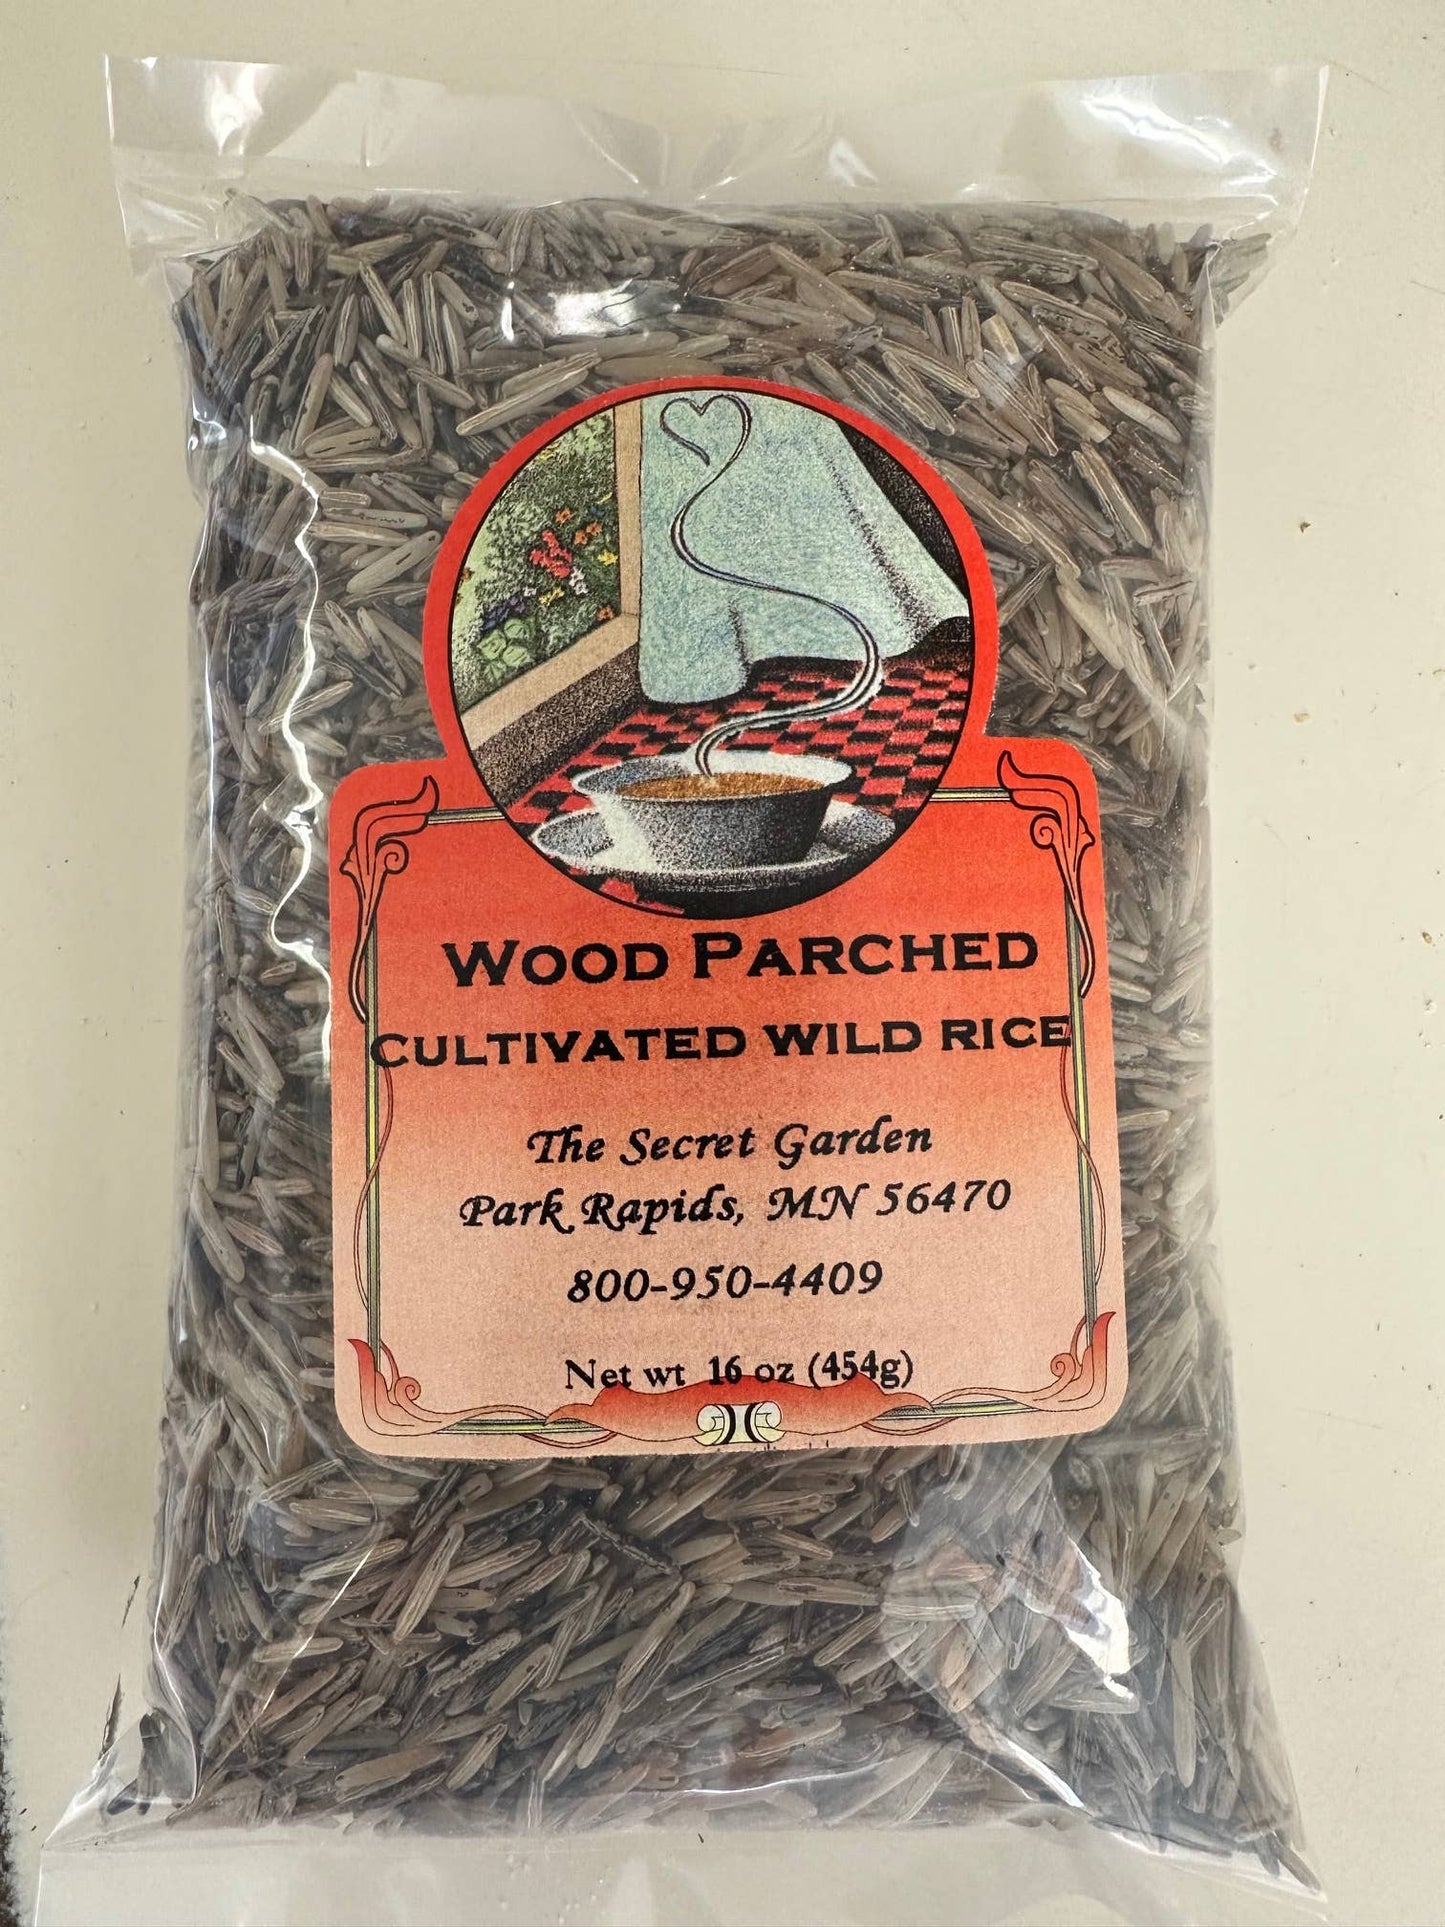 WOOD PARCHED
CULTIVATED WILD RICE
The Secret Garden
Park Rapids, MN 56470
800-950-4409
Net wt 16 oz (454g)